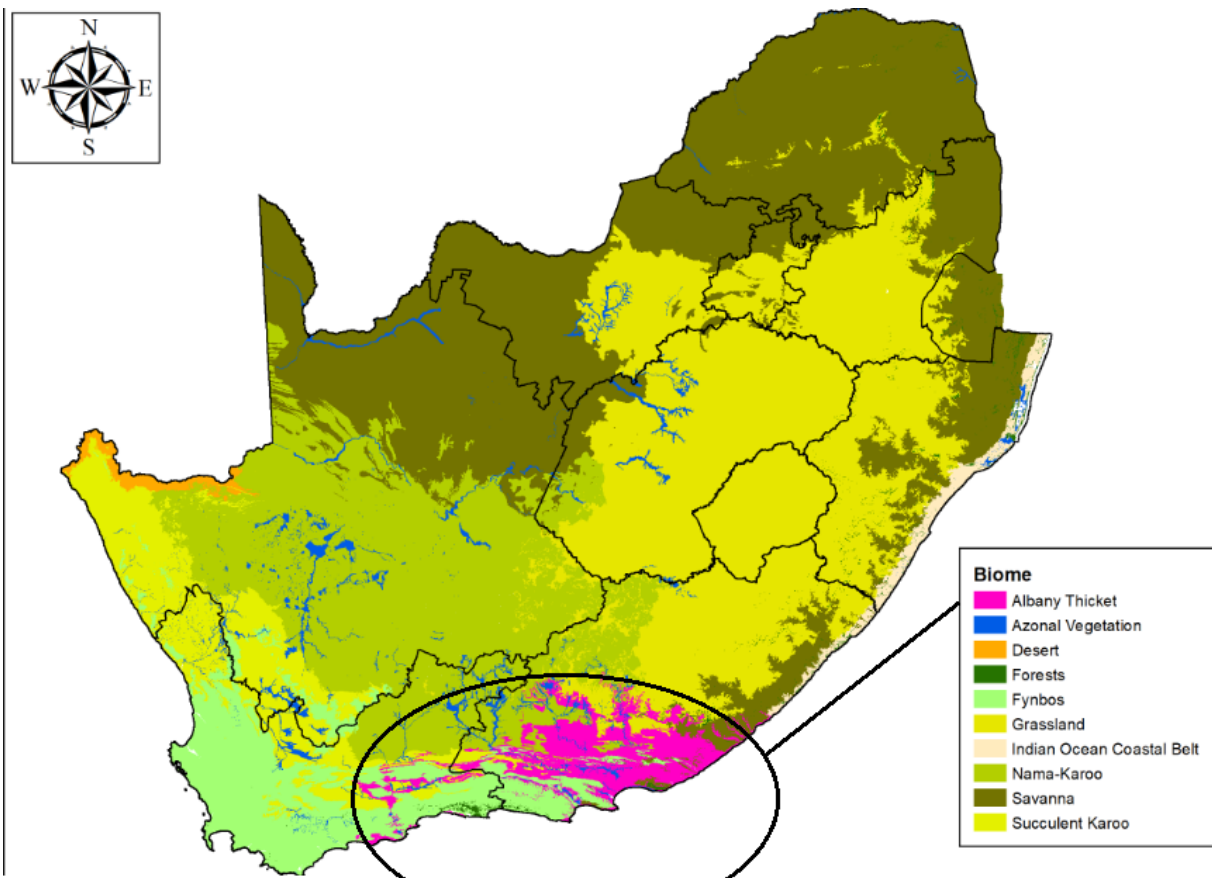 N
W E
S
Biome
Albany Thicket
Azonal Vegetation
Desert
Forests
Fynbos
Grassland
Indian Ocean Coastal Belt
Nama-Karoo
Savanna
Succulent Karoo